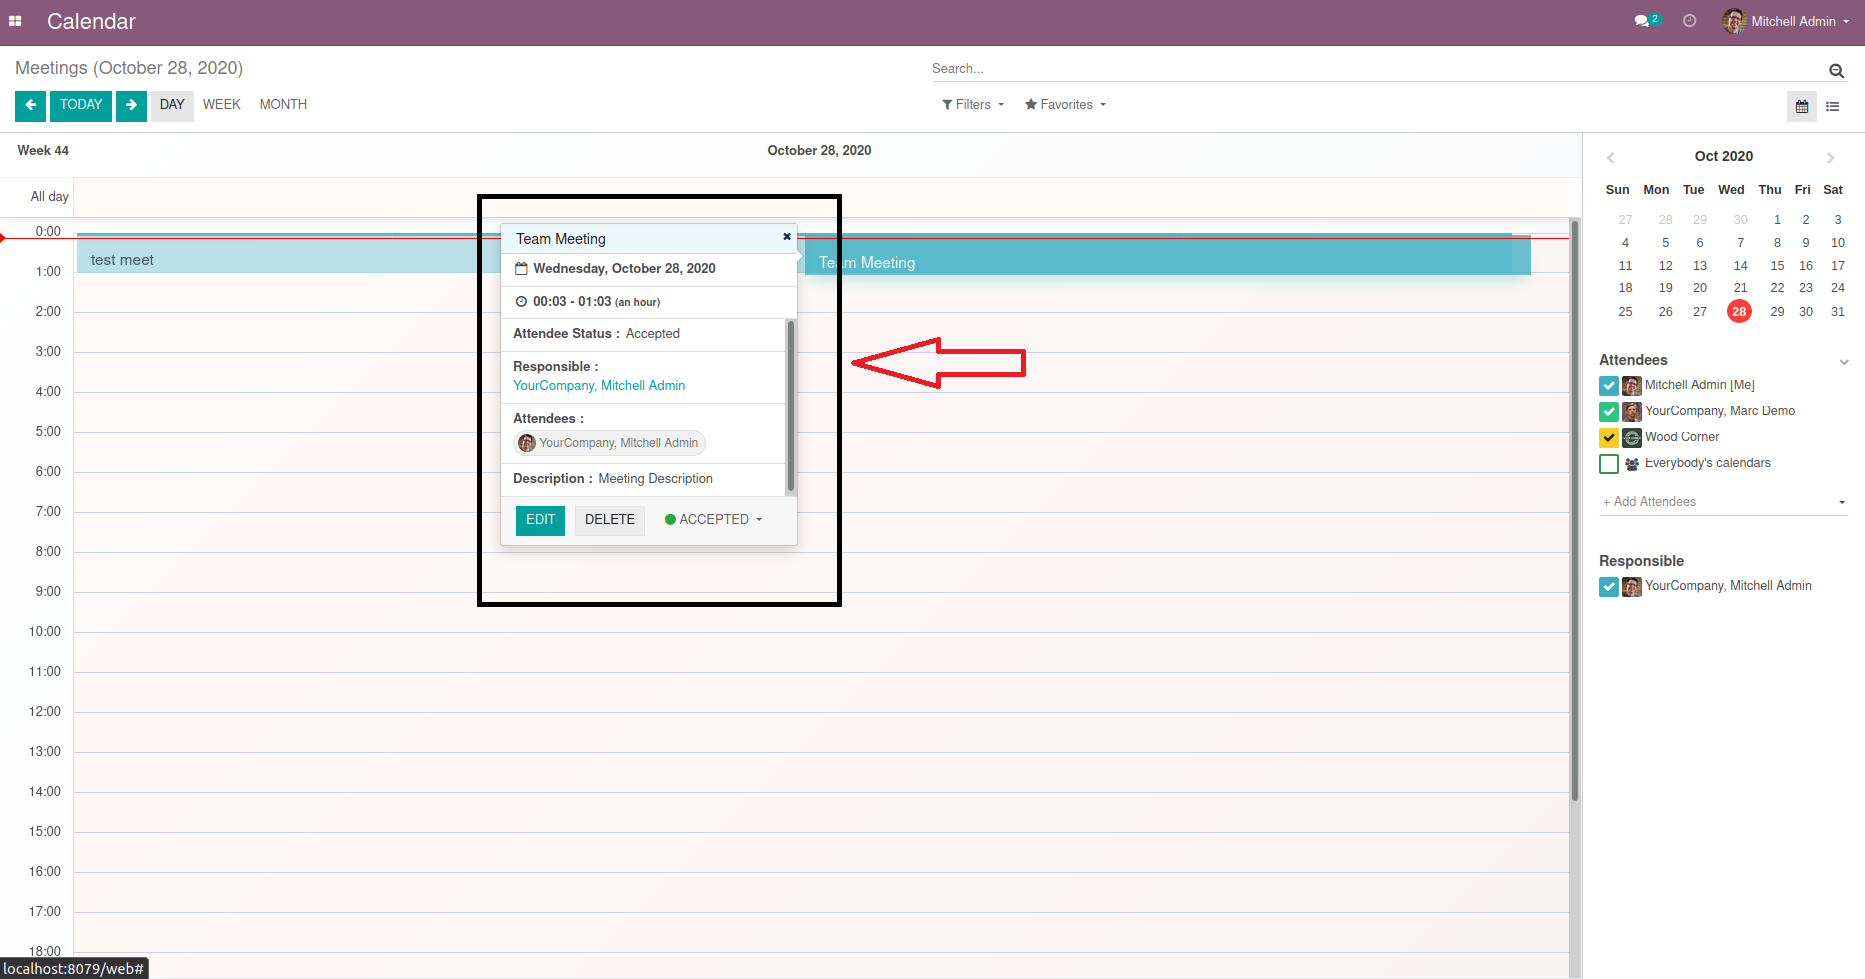 Calendar
2
Mitchell Admin
Meetings (October 28, 2020)
Search...
TODAY
DAY
WEEK
MONTH
Filters
Favorites
Week 44
October 28, 2020
All day
0:00
1:00
2:00
3:00
4:00
5:00
6:00
7:00
8:00
9:00
10:00
11:00
12:00
13:00
14:00
15:00
16:00
17:00
18:00
test meet
Team Meeting
Team Meeting
Wednesday, October 28, 2020
00:03 - 01:03 (an hour)
Attendee Status : Accepted
Responsible :
YourCompany, Mitchell Admin
Attendees :
YourCompany, Mitchell Admin
Description : Meeting Description
EDIT
DELETE
ACCEPTED
Oct 2020
Sun Mon Tue Wed Thu Fri Sat
27 28 29 30 1 2 3
4 5 6 7 8 9 10
11 12 13 14 15 16 17
18 19 20 21 22 23 24
25 26 27 28 29 30 31
Attendees
Mitchell Admin [Me]
YourCompany, Marc Demo
Wood Corner
Everybody's calendars
+ Add Attendees
Responsible
YourCompany, Mitchell Admin
localhost:8079/web#